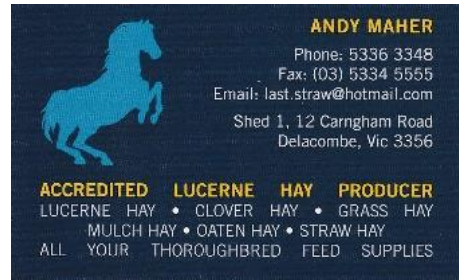 ANDY MAHER
Phone: 5336 3348
Fax: (03) 5334 5555
Email: last.straw@hotmail.com
Shed 1, 12 Carngham Road
Delacombe, Vic 3356
ACCREDITED LUCERNE HAY PRODUCER
LUCERNE HAY • CLOVER HAY • GRASS HAY
MULCH HAY • OATEN HAY • STRAW HAY
ALL YOUR THOROUGHBRED FEED SUPPLIES